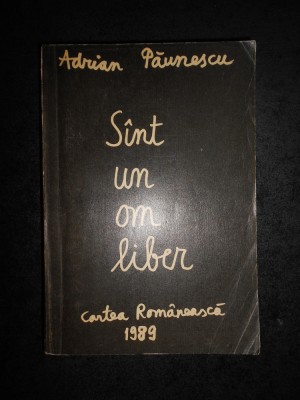 Adrian Păunescu
Sînt
un
om
liber
Cartea Românească
1989